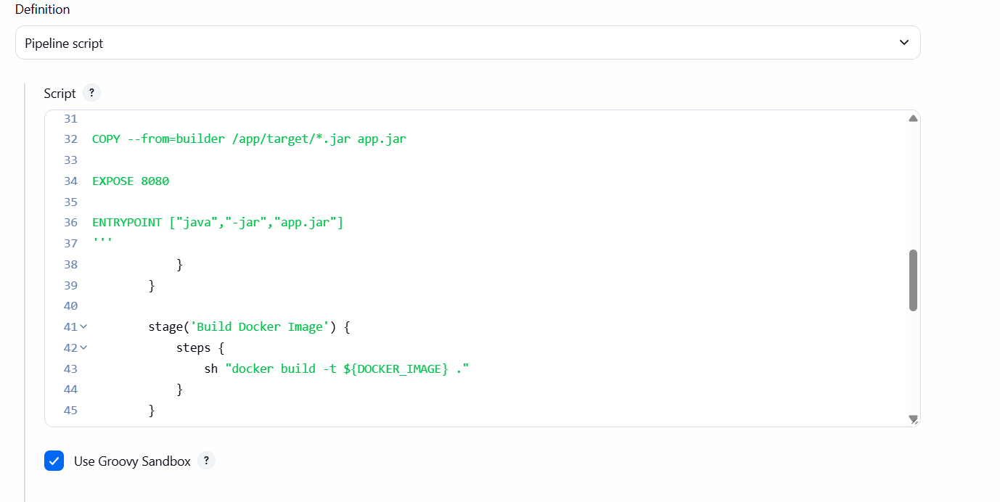 Definition
Pipeline script
Script ?
31
32 COPY --from=builder /app/target/*.jar app.jar
33
34 EXPOSE 8080
35
36 ENTRYPOINT ["java","-jar","app.jar"]
37 '''
38             }
39         }
40
41         stage('Build Docker Image') {
42             steps {
43                 sh "docker build -t ${DOCKER_IMAGE} ."
44             }
45         }
Use Groovy Sandbox ?